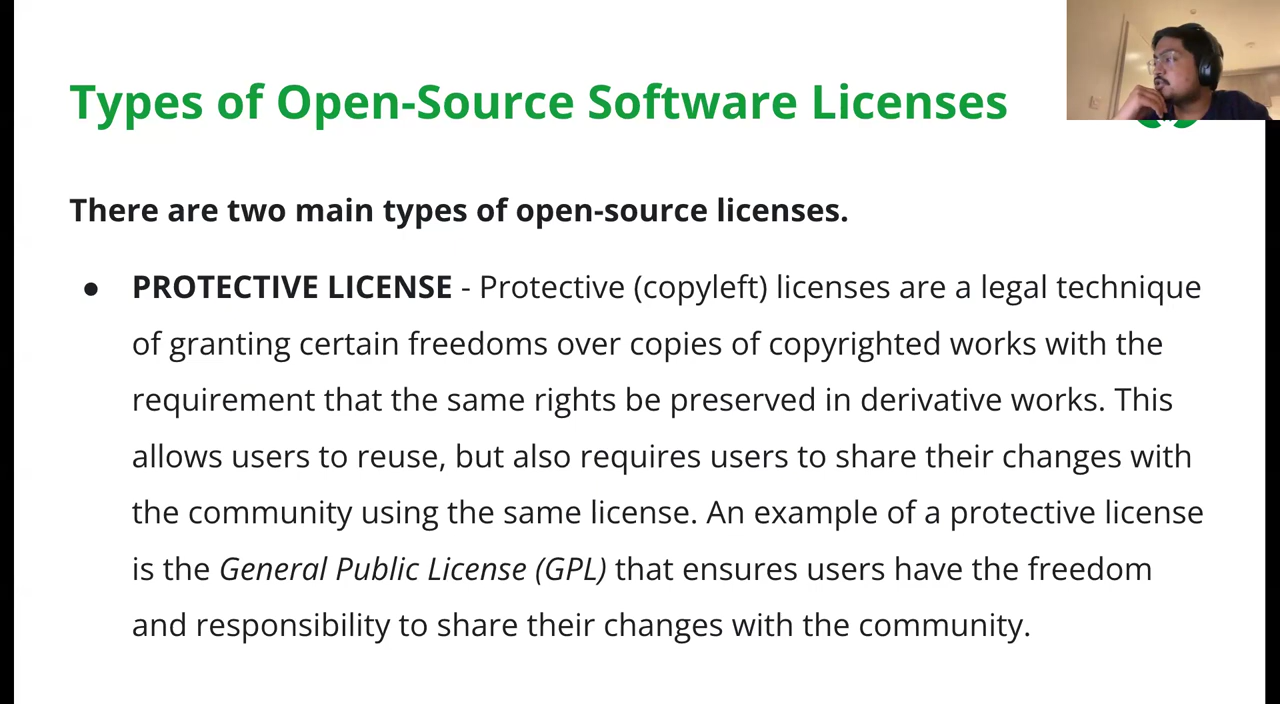 Types of Open-Source Software Licenses
There are two main types of open-source licenses.
● PROTECTIVE LICENSE - Protective (copyleft) licenses are a legal technique
of granting certain freedoms over copies of copyrighted works with the
requirement that the same rights be preserved in derivative works. This
allows users to reuse, but also requires users to share their changes with
the community using the same license. An example of a protective license
is the General Public License (GPL) that ensures users have the freedom
and responsibility to share their changes with the community.